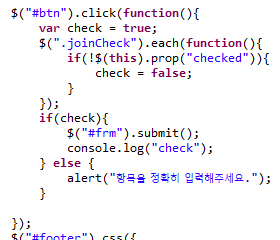 $("#btn").click(function(){
var check = true;
$(".joinCheck").each(function(){
if(!$(this).prop("checked")){
check = false;
}
});
if(check){
$("#frm").submit();
console.log("check");
} else {
alert("항목을 정확히 입력해주세요.");
}
});
$("#footer").css({